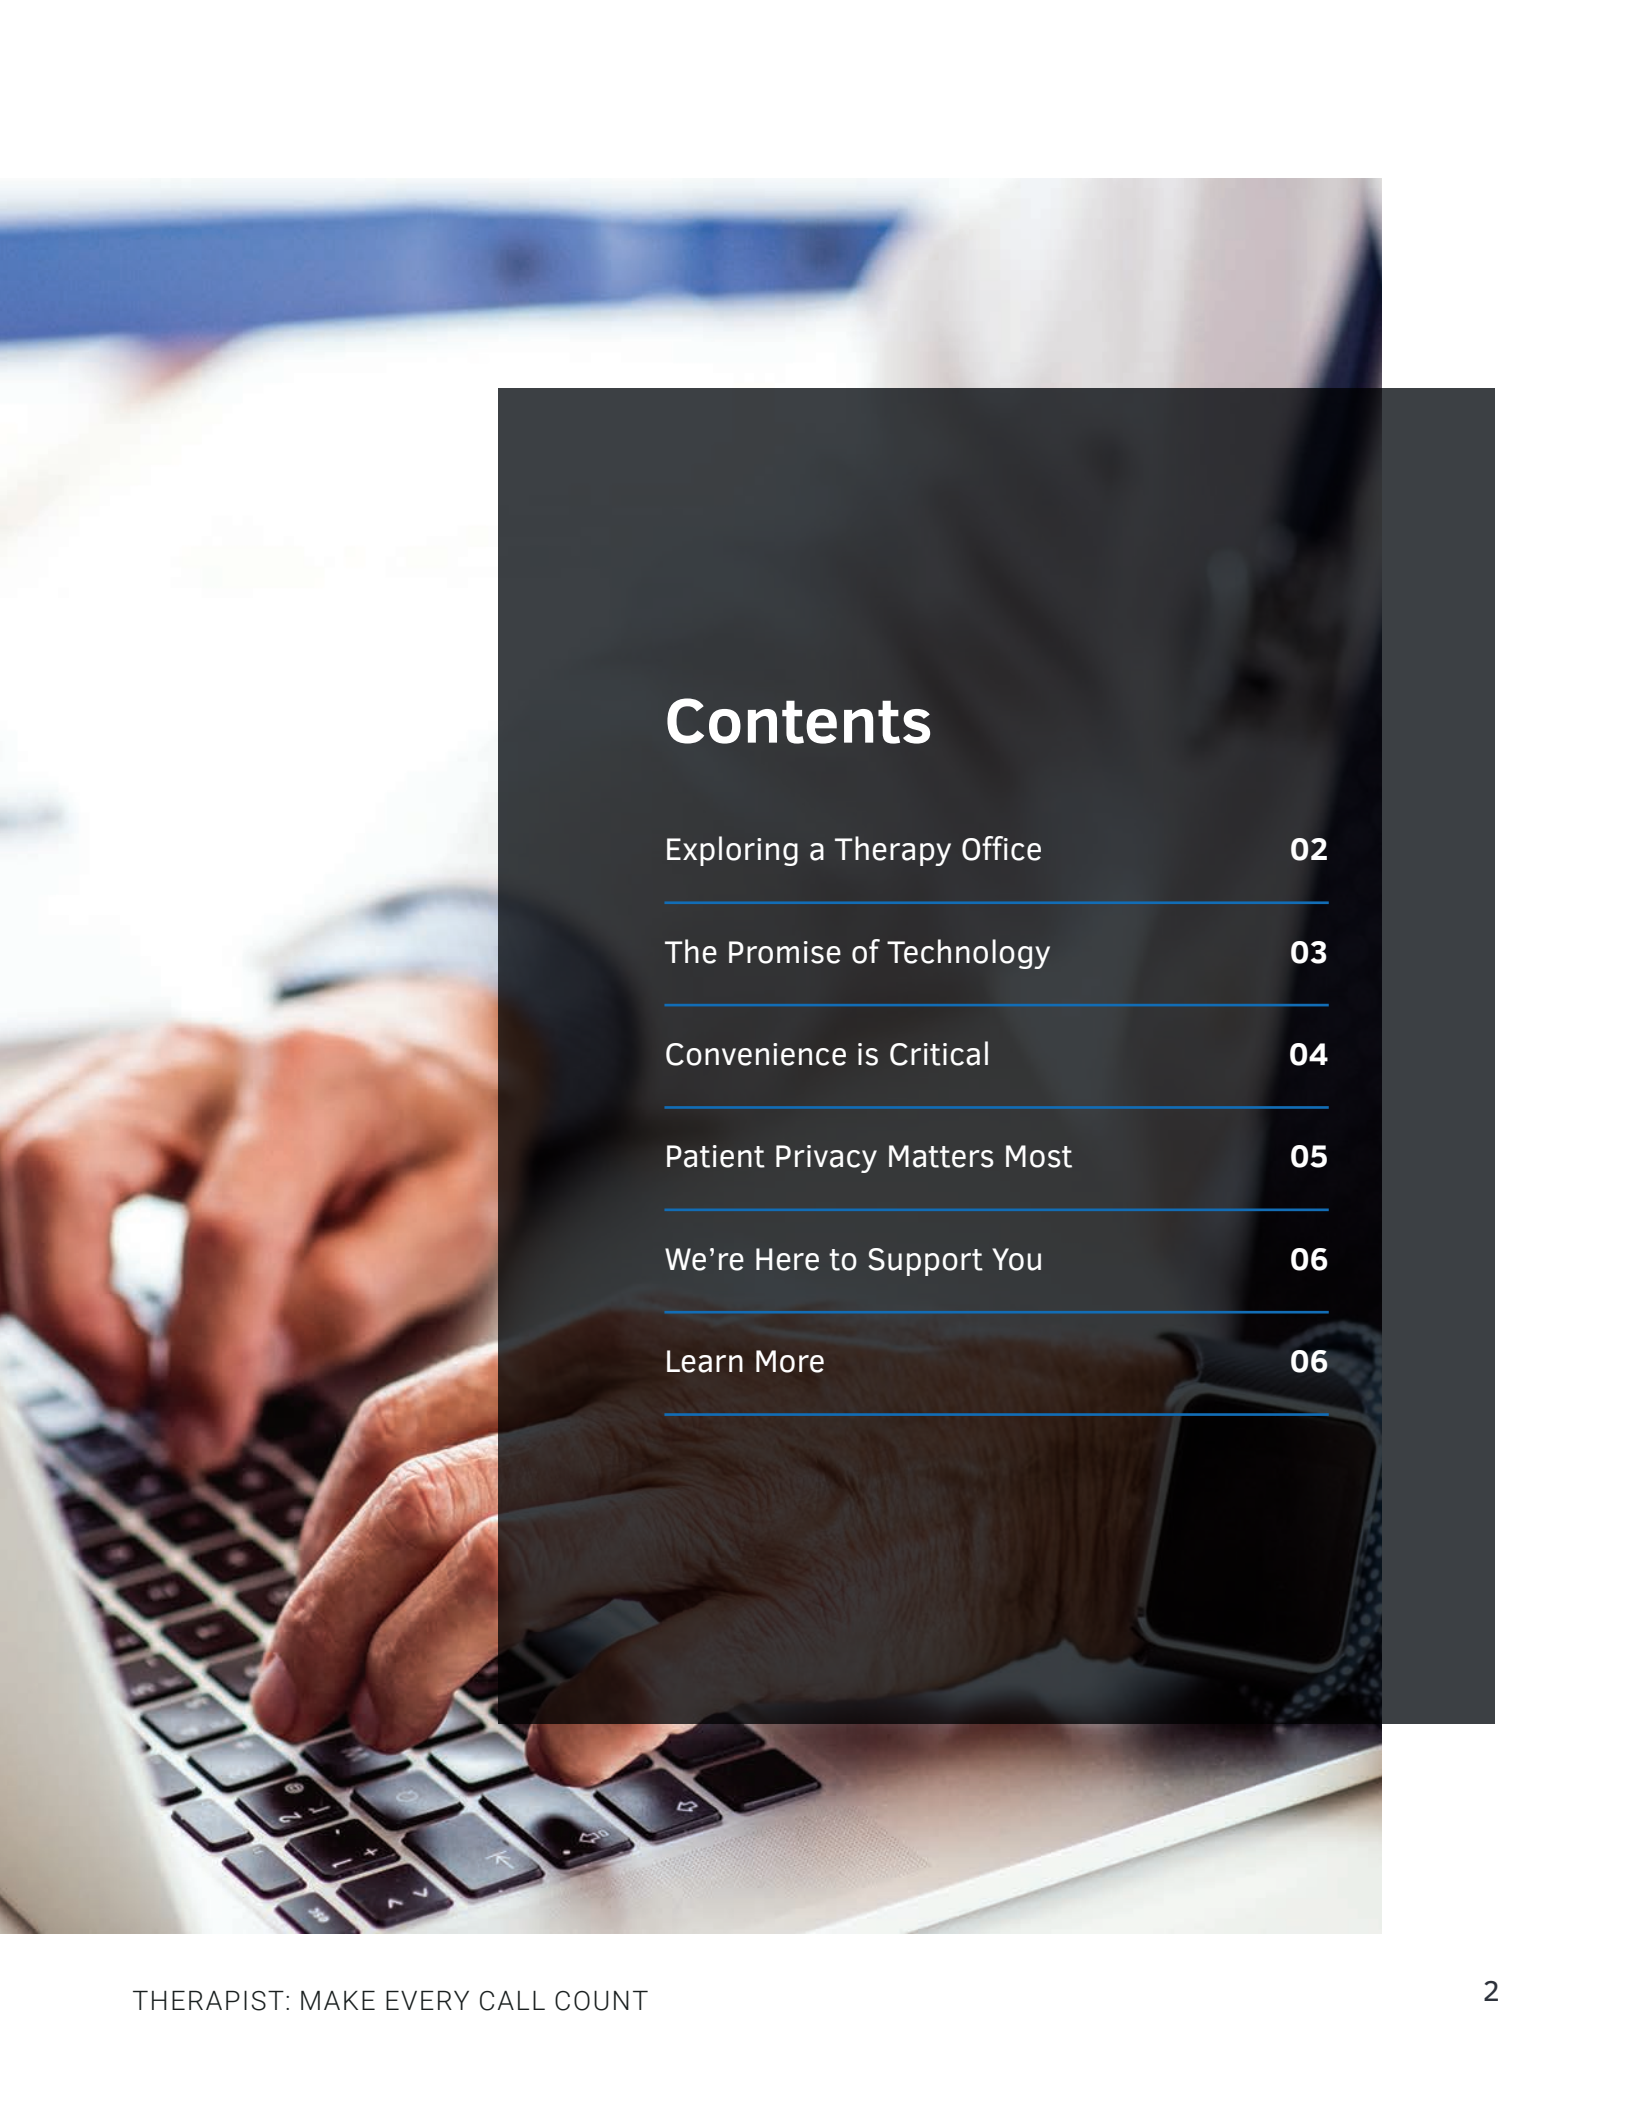 Contents
Exploring a Therapy Office 02
The Promise of Technology 03
Convenience is Critical 04
Patient Privacy Matters Most 05
We’re Here to Support You 06
Learn More 06
THERAPIST: MAKE EVERY CALL COUNT 2